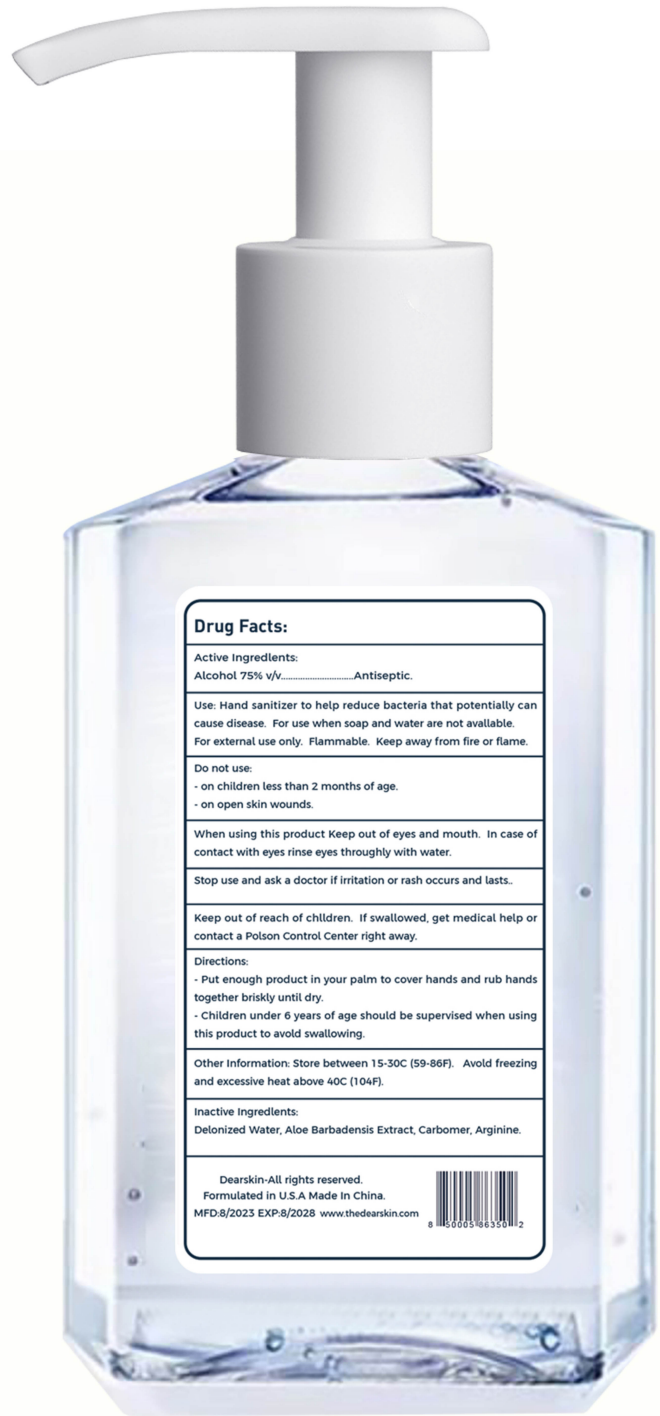 Drug Facts:
Active Ingredlents:
Alcohol 75% v/v..............................Antiseptic.
Use: Hand sanitizer to help reduce bacteria that potentially can
cause disease. For use when soap and water are not avallable.
For external use only. Flammable. Keep away from fire or flame.
Do not use:
- on children less than 2 months of age.
- on open skin wounds.
When using this product Keep out of eyes and mouth. In case of
contact with eyes rinse eyes throughly with water.
Stop use and ask a doctor if irritation or rash occurs and lasts..
Keep out of reach of chlldren. If swallowed, get medical help or
contact a Polson Control Center right away.
Directions:
- Put enough product in your palm to cover hands and rub hands
together briskly until dry.
- Children under 6 years of age should be supervised when using
this product to avoid swallowing.
Other Information: Store between 15-30C (59-86F). Avoid freezing
and excessive heat above 40C (104F).
Inactive Ingredlents:
Delonized Water, Aloe Barbadensis Extract, Carbomer, Arginine.
Dearskin-All rights reserved.
Formulated in U.S.A Made In China.
MFD:8/2023 EXP:8/2028 www.thedearskin.com
8 50005 86350 2